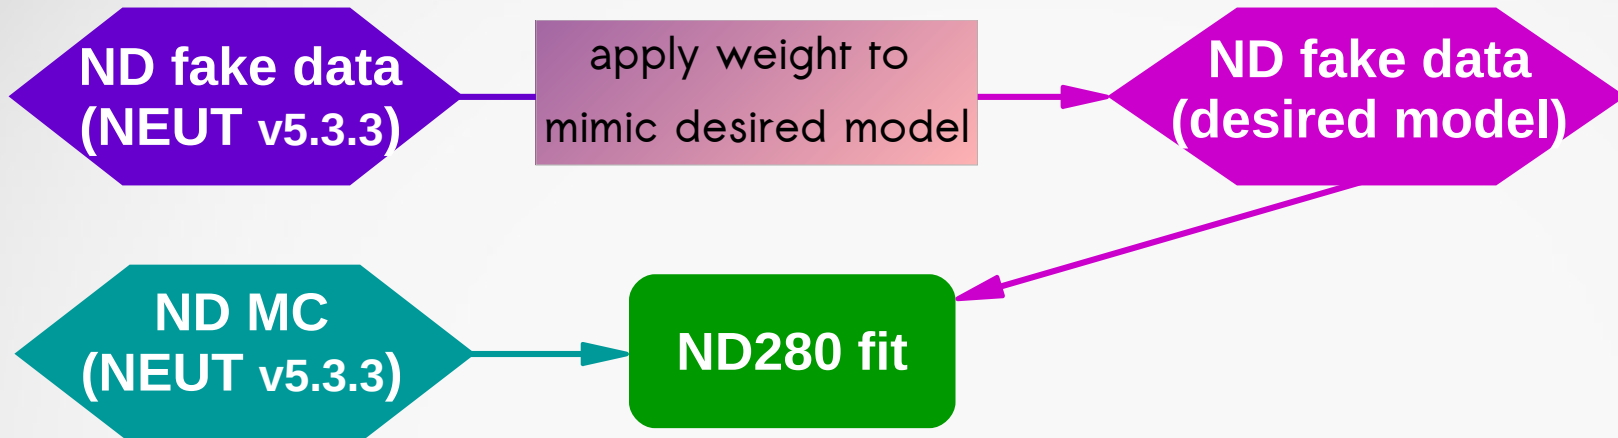 ND fake data
(NEUT v5.3.3)
apply weight to
mimic desired model
ND fake data
(desired model)
ND MC
(NEUT v5.3.3)
ND280 fit